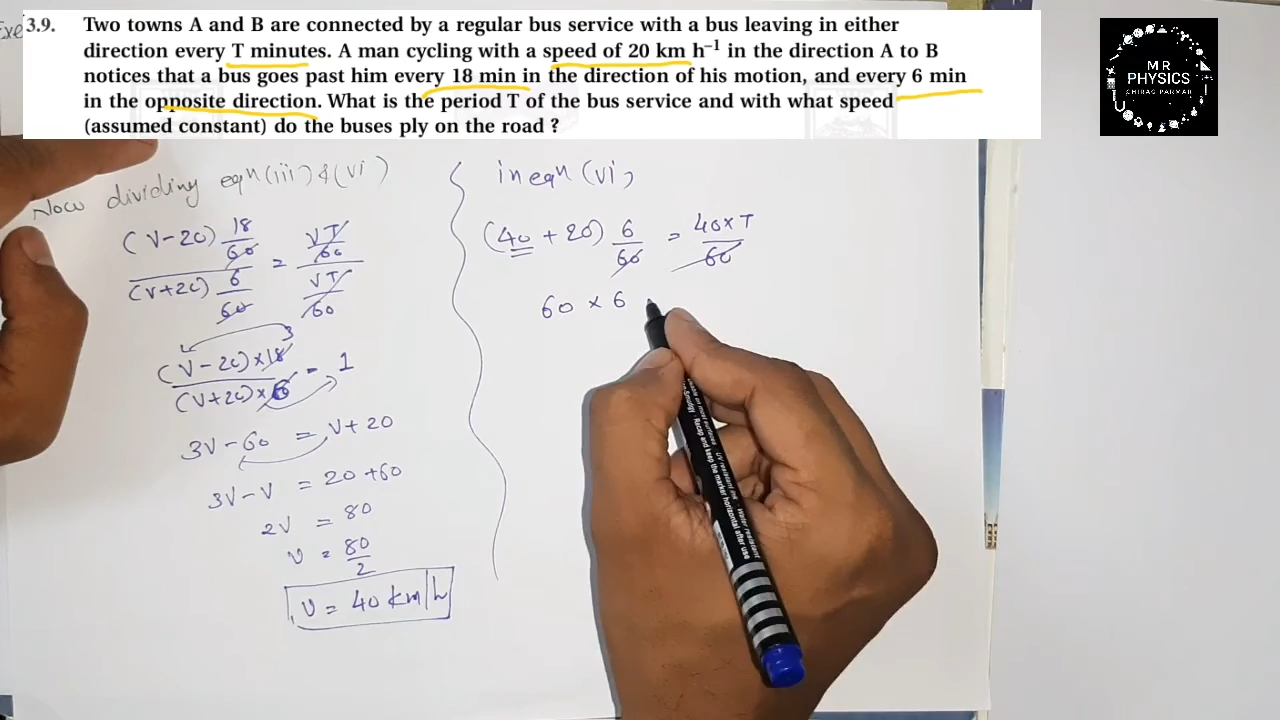 Exe
3.9. Two towns A and B are connected by a regular bus service with a bus leaving in either
direction every T minutes. A man cycling with a speed of 20 km h⁻¹ in the direction A to B
notices that a bus goes past him every 18 min in the direction of his motion, and every 6 min
in the opposite direction. What is the period T of the bus service and with what speed
(assumed constant) do the buses ply on the road ?
MR
PHYSICS
CHIRAG PARMAR
Now dividing eqn (iii) & (vi)
(V-20) 18/60 / (V+20) 6/60 = VT/60 / VT/60
3
(V-20)×18 / (V+20)×6 = 1
3V-60 = V+20
3V-V = 20+60
2V = 80
V = 80/2
V = 40 km/h
in eqn (vi),
(40 + 20) 6/60 = 40×T/60
60 × 6